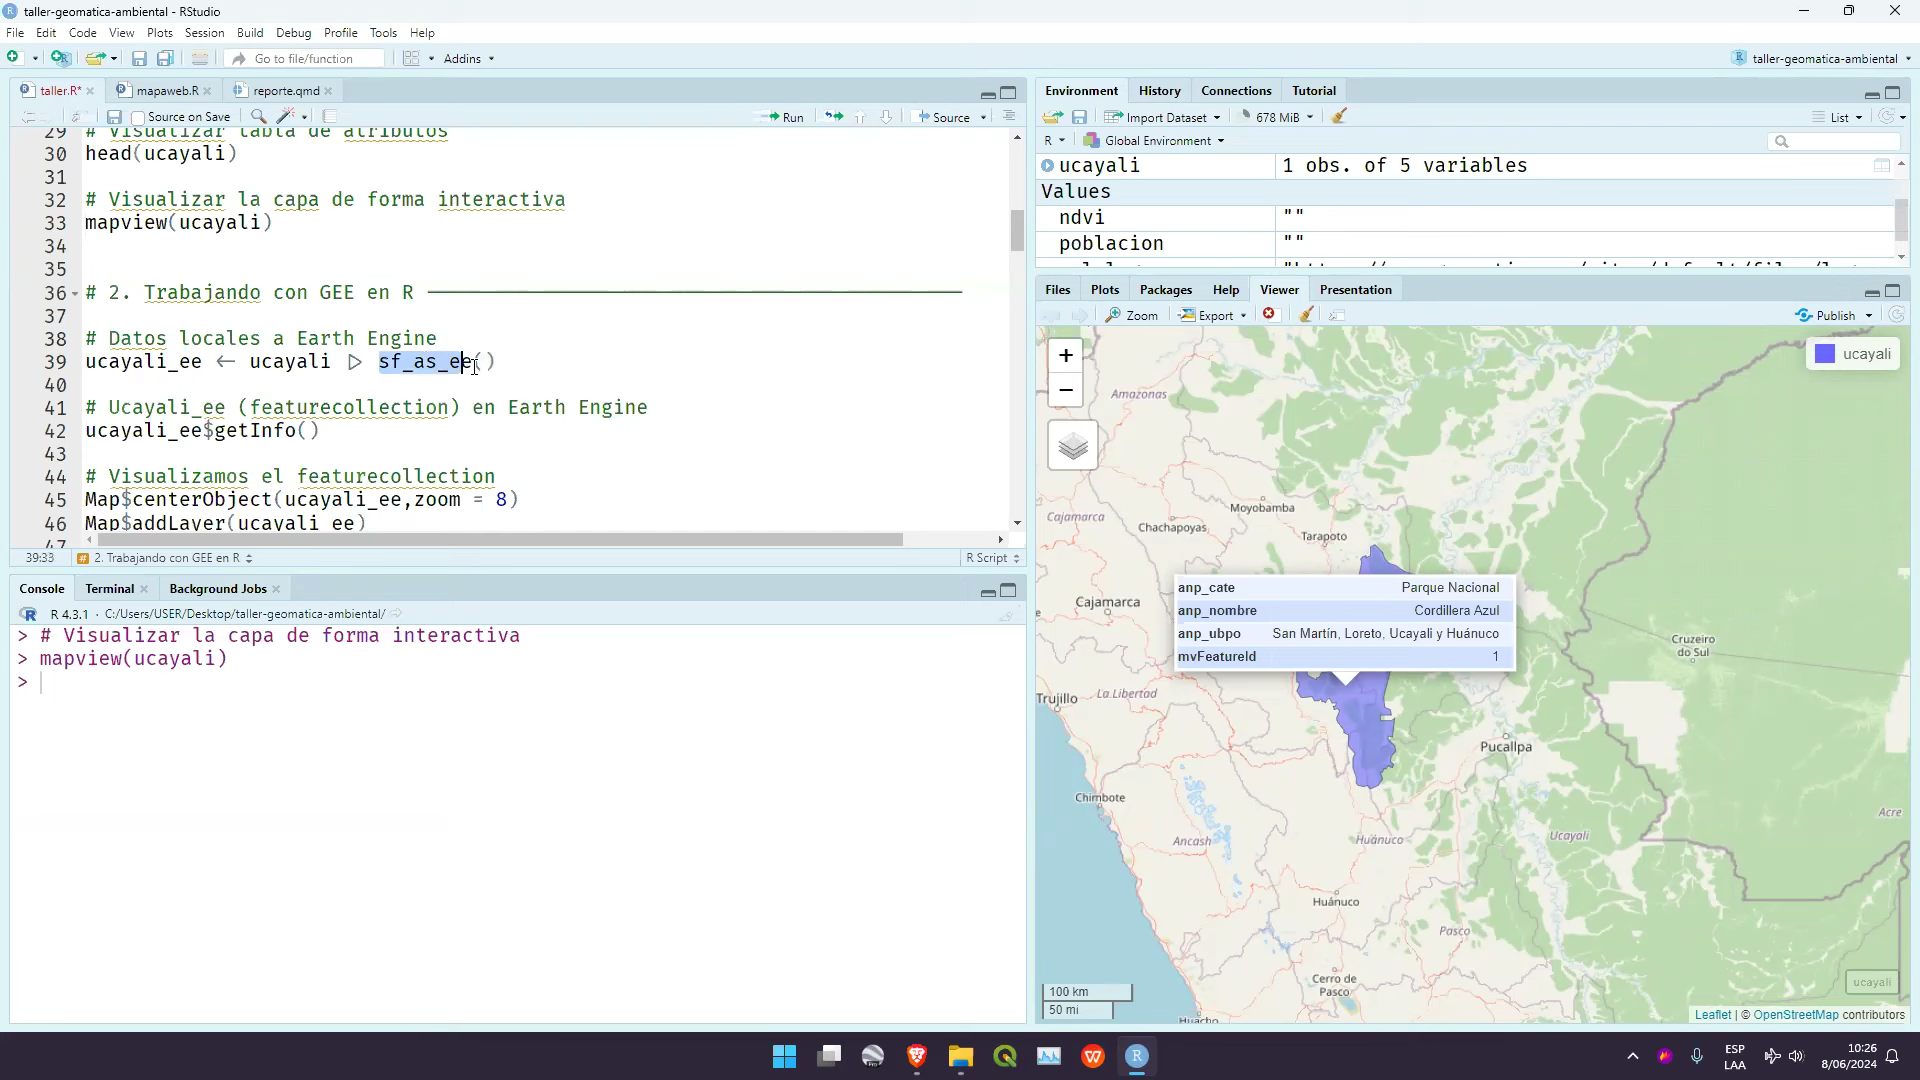 taller-geomatica-ambiental - RStudio
File Edit Code View Plots Session Build Debug Profile Tools Help
Go to file/function
Addins
taller-geomatica-ambiental
taller.R*
mapaweb.R
reporte.qmd
Source on Save
Run
Source
29 # Visualizar tabla de atributos
30 head(ucayali)
31
32 # Visualizar la capa de forma interactiva
33 mapview(ucayali)
34
35
36 # 2. Trabajando con GEE en R
37
38 # Datos locales a Earth Engine
39 ucayali_ee <- ucayali |> sf_as_ee()
40
41 # Ucayali_ee (featurecollection) en Earth Engine
42 ucayali_ee$getInfo()
43
44 # Visualizamos el featurecollection
45 Map$centerObject(ucayali_ee,zoom = 8)
46 Map$addLayer(ucayali_ee)
47
39:33
2. Trabajando con GEE en R
R Script
Console Terminal Background Jobs
R 4.3.1 · C:/Users/USER/Desktop/taller-geomatica-ambiental/
> # Visualizar la capa de forma interactiva
> mapview(ucayali)
>
Environment History Connections Tutorial
Import Dataset
678 MiB
List
R
Global Environment
ucayali 1 obs. of 5 variables
Values
ndvi ""
poblacion ""
Files Plots Packages Help Viewer Presentation
Zoom Export
Publish
+
−
ucayali
Amazonas
Cajamarca
Moyobamba
Chachapoyas
Tarapoto
anp_cate Parque Nacional
anp_nombre Cordillera Azul
anp_ubpo San Martín, Loreto, Ucayali y Huánuco
mvFeatureId 1
Cajamarca
Cruzeiro do Sul
Trujillo
La Libertad
Pucallpa
Chimbote
Acre
Ancash
Huánuco
Ucayali
Huánuco
Pasco
Cerro de Pasco
100 km
50 mi
Huacho
ucayali
Leaflet | © OpenStreetMap contributors
ESP
LAA
10:26
8/06/2024